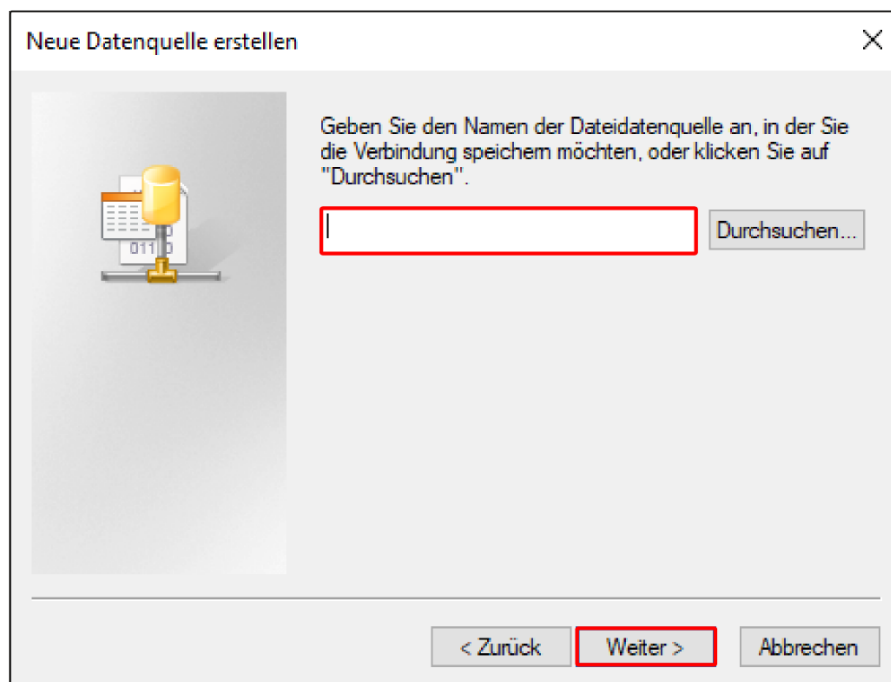 Neue Datenquelle erstellen
Geben Sie den Namen der Dateidatenquelle an, in der Sie
die Verbindung speichern möchten, oder klicken Sie auf
"Durchsuchen".
Durchsuchen...
< Zurück
Weiter >
Abbrechen